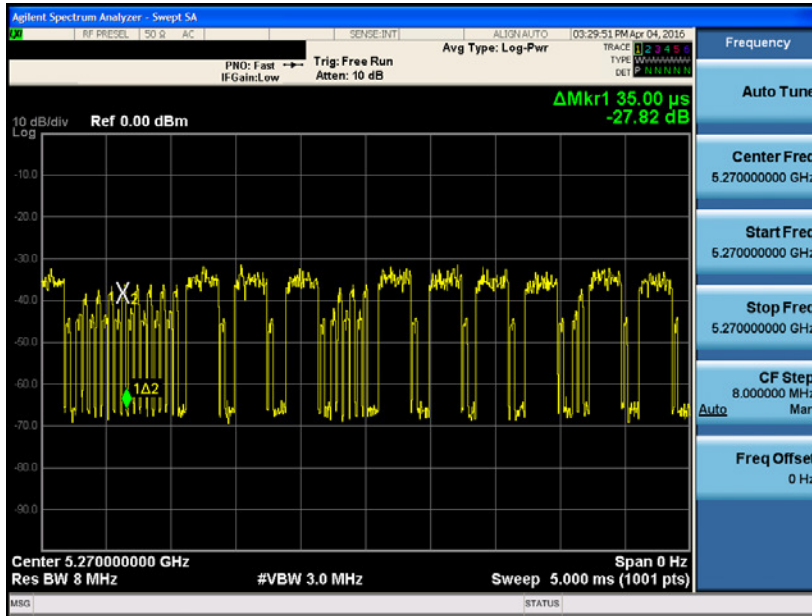 Agilent Spectrum Analyzer - Swept SA
RF PRESEL 50 Ω AC SENSE:INT ALIGN AUTO 03:29:51 PM Apr 04, 2016
Frequency
Avg Type: Log-Pwr
TRACE 1 2 3 4 5 6
PNO: Fast Trig: Free Run
TYPE
IFGain:Low Atten: 10 dB
DET P N N N N N
Auto Tune
ΔMkr1 35.00 µs
-27.82 dB
10 dB/div Ref 0.00 dBm
Log
-10.0
-20.0
-30.0
-40.0
-50.0
-60.0
-70.0
-80.0
-90.0
X2
1Δ2
Center Freq
5.270000000 GHz
Start Freq
5.270000000 GHz
Stop Freq
5.270000000 GHz
CF Step
8.000000 MHz
Auto Man
Freq Offset
0 Hz
Center 5.270000000 GHz Span 0 Hz
Res BW 8 MHz #VBW 3.0 MHz Sweep 5.000 ms (1001 pts)
MSG STATUS